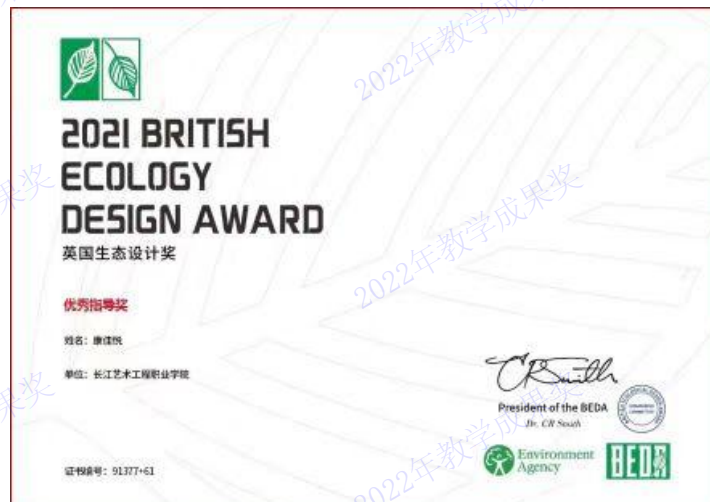 2021 BRITISH
ECOLOGY
DESIGN AWARD
英国生态设计奖
优秀指导奖
姓名：康佳悦
单位：长江艺术工程职业学院
President of the BEDA
Dr. CR Smith
证书编号：91377+61
Environment
Agency
BEDA
2022年教学成果奖
2022年教学成果奖
2022年教学成果奖
果奖
果奖